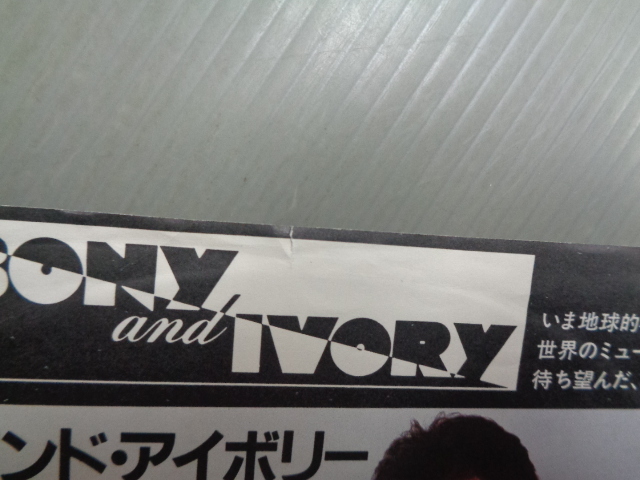 BONY
and IVORY
いま地球的
世界のミュー
待ち望んだ、
ンド・アイボリー